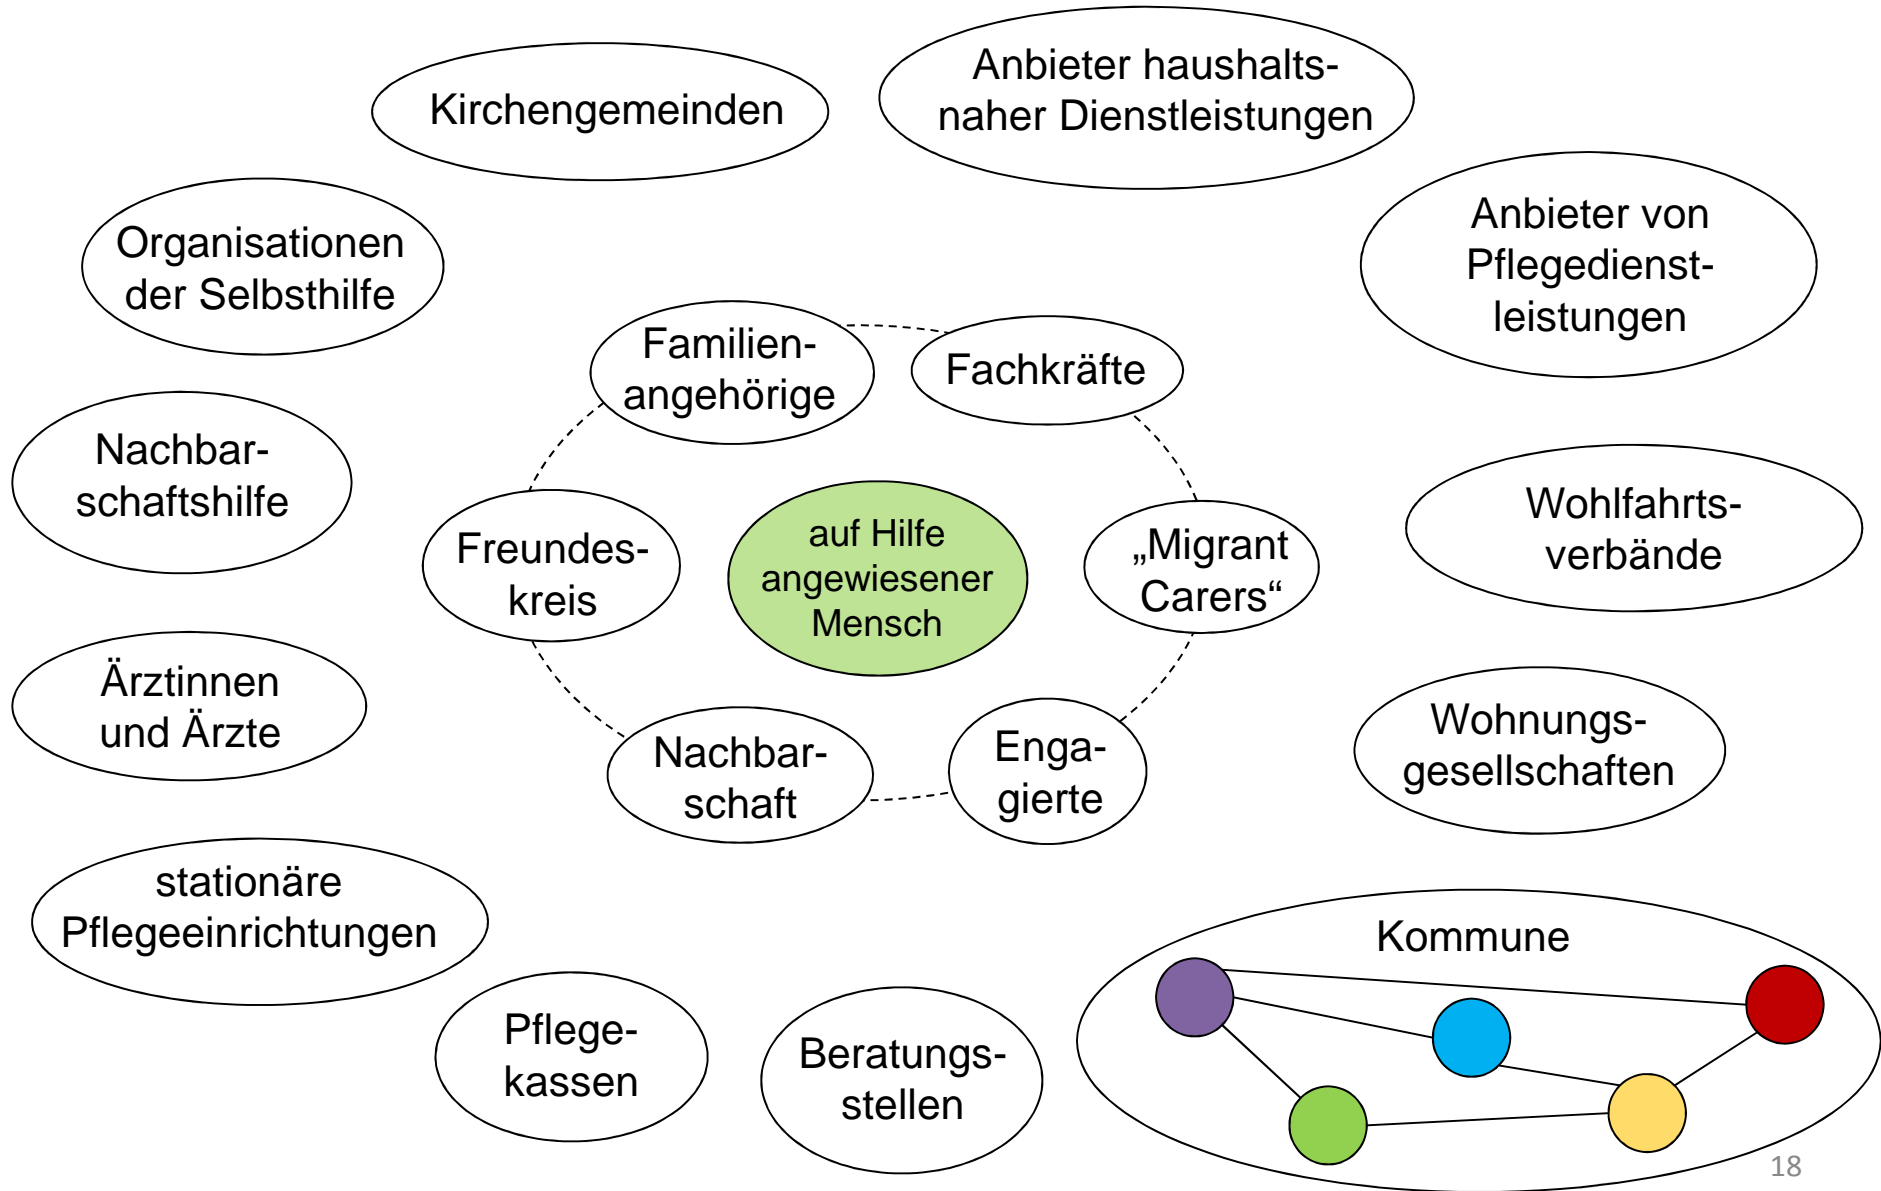 Kirchengemeinden
Anbieter haushalts-
naher Dienstleistungen
Organisationen
der Selbsthilfe
Anbieter von
Pflegedienst-
leistungen
Familien-
angehörige
Fachkräfte
Nachbar-
schaftshilfe
Freundes-
kreis
auf Hilfe
angewiesener
Mensch
„Migrant
Carers“
Wohlfahrts-
verbände
Ärztinnen
und Ärzte
Nachbar-
schaft
Enga-
gierte
Wohnungs-
gesellschaften
stationäre
Pflegeeinrichtungen
Pflege-
kassen
Beratungs-
stellen
Kommune
18